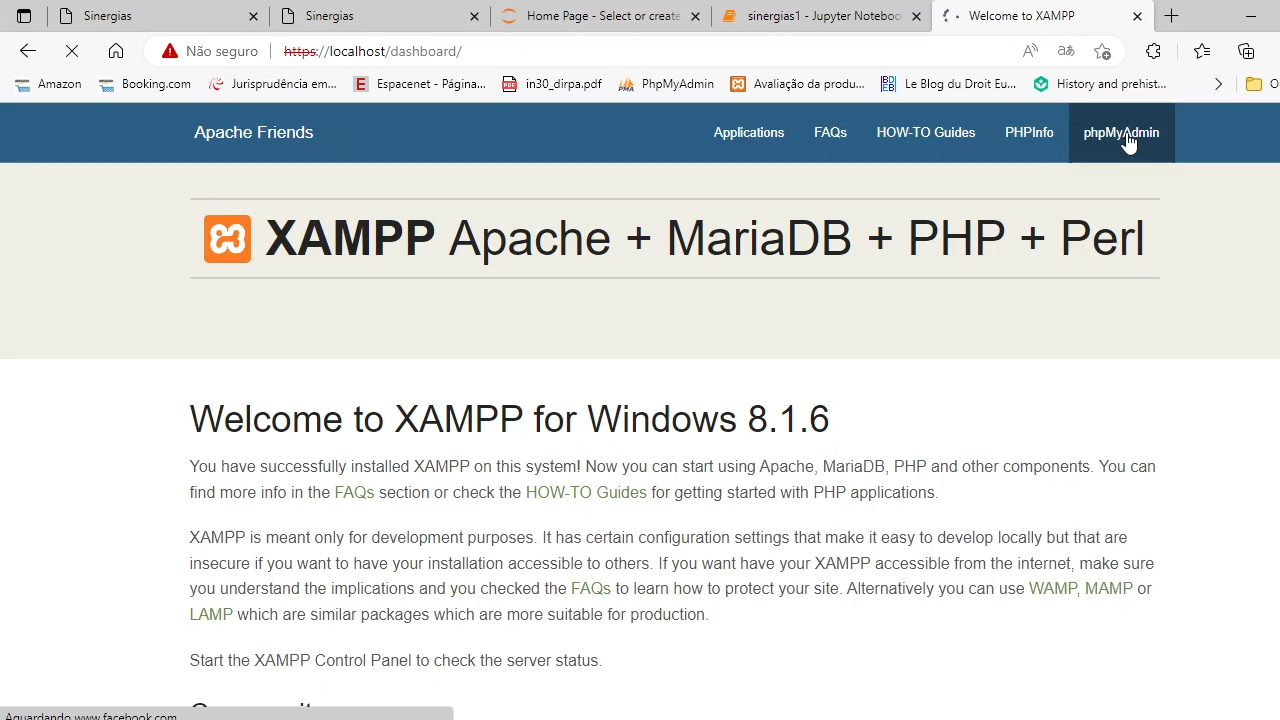 Sinergias
Sinergias
Home Page - Select or create
sinergias1 - Jupyter Noteboo
Welcome to XAMPP
Não seguro
https://localhost/dashboard/
Amazon
Booking.com
Jurisprudência em...
Espacenet - Página...
in30_dirpa.pdf
PhpMyAdmin
Avaliação da produ...
Le Blog du Droit Eu...
History and prehist...
Apache Friends
Applications
FAQs
HOW-TO Guides
PHPInfo
phpMyAdmin
XAMPP Apache + MariaDB + PHP + Perl
Welcome to XAMPP for Windows 8.1.6
You have successfully installed XAMPP on this system! Now you can start using Apache, MariaDB, PHP and other components. You can
find more info in the FAQs section or check the HOW-TO Guides for getting started with PHP applications.
XAMPP is meant only for development purposes. It has certain configuration settings that make it easy to develop locally but that are
insecure if you want to have your installation accessible to others. If you want have your XAMPP accessible from the internet, make sure
you understand the implications and you checked the FAQs to learn how to protect your site. Alternatively you can use WAMP, MAMP or
LAMP which are similar packages which are more suitable for production.
Start the XAMPP Control Panel to check the server status.
Aguardando www.facebook.com